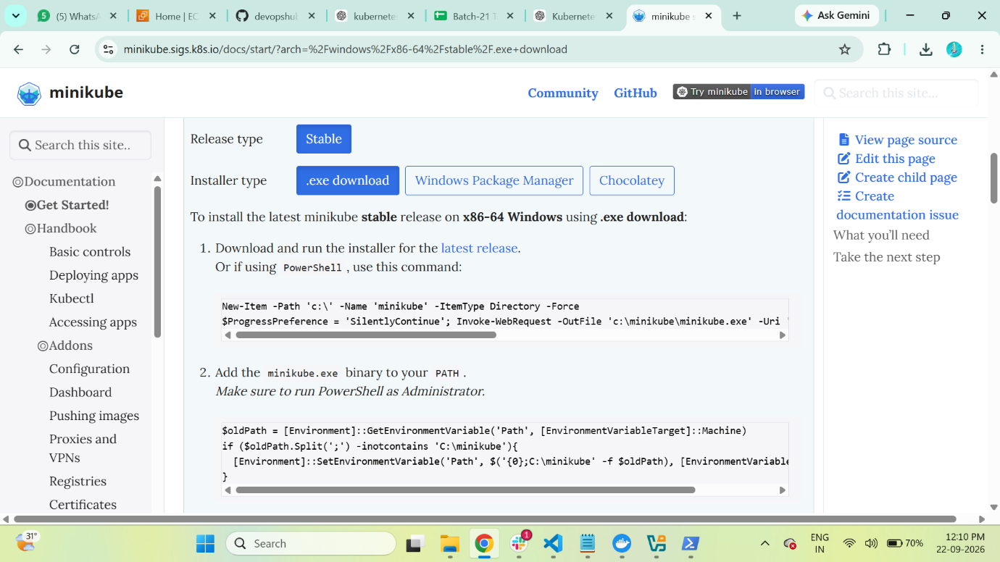 (5) WhatsA
Home | EC
devopshub
kubernete
Batch-21 T
Kubernete
minikube s
Ask Gemini
minikube.sigs.k8s.io/docs/start/?arch=%2Fwindows%2Fx86-64%2Fstable%2F.exe+download
minikube
Community
GitHub
Try minikube in browser
Search this site...
Search this site..
Documentation
Get Started!
Handbook
Basic controls
Deploying apps
Kubectl
Accessing apps
Addons
Configuration
Dashboard
Pushing images
Proxies and
VPNs
Registries
Certificates
Release type
Stable
Installer type
.exe download
Windows Package Manager
Chocolatey
To install the latest minikube stable release on x86-64 Windows using .exe download:
1. Download and run the installer for the latest release.
Or if using PowerShell, use this command:
New-Item -Path 'c:\' -Name 'minikube' -ItemType Directory -Force
$ProgressPreference = 'SilentlyContinue'; Invoke-WebRequest -OutFile 'c:\minikube\minikube.exe' -Uri '
2. Add the minikube.exe binary to your PATH.
Make sure to run PowerShell as Administrator.
$oldPath = [Environment]::GetEnvironmentVariable('Path', [EnvironmentVariableTarget]::Machine)
if ($oldPath.Split(';') -inotcontains 'C:\minikube'){
[Environment]::SetEnvironmentVariable('Path', $('{0};C:\minikube' -f $oldPath), [EnvironmentVariable
}
View page source
Edit this page
Create child page
Create
documentation issue
What you'll need
Take the next step
31°
Search
1
ENG
IN
70%
12:10 PM
22-09-2026